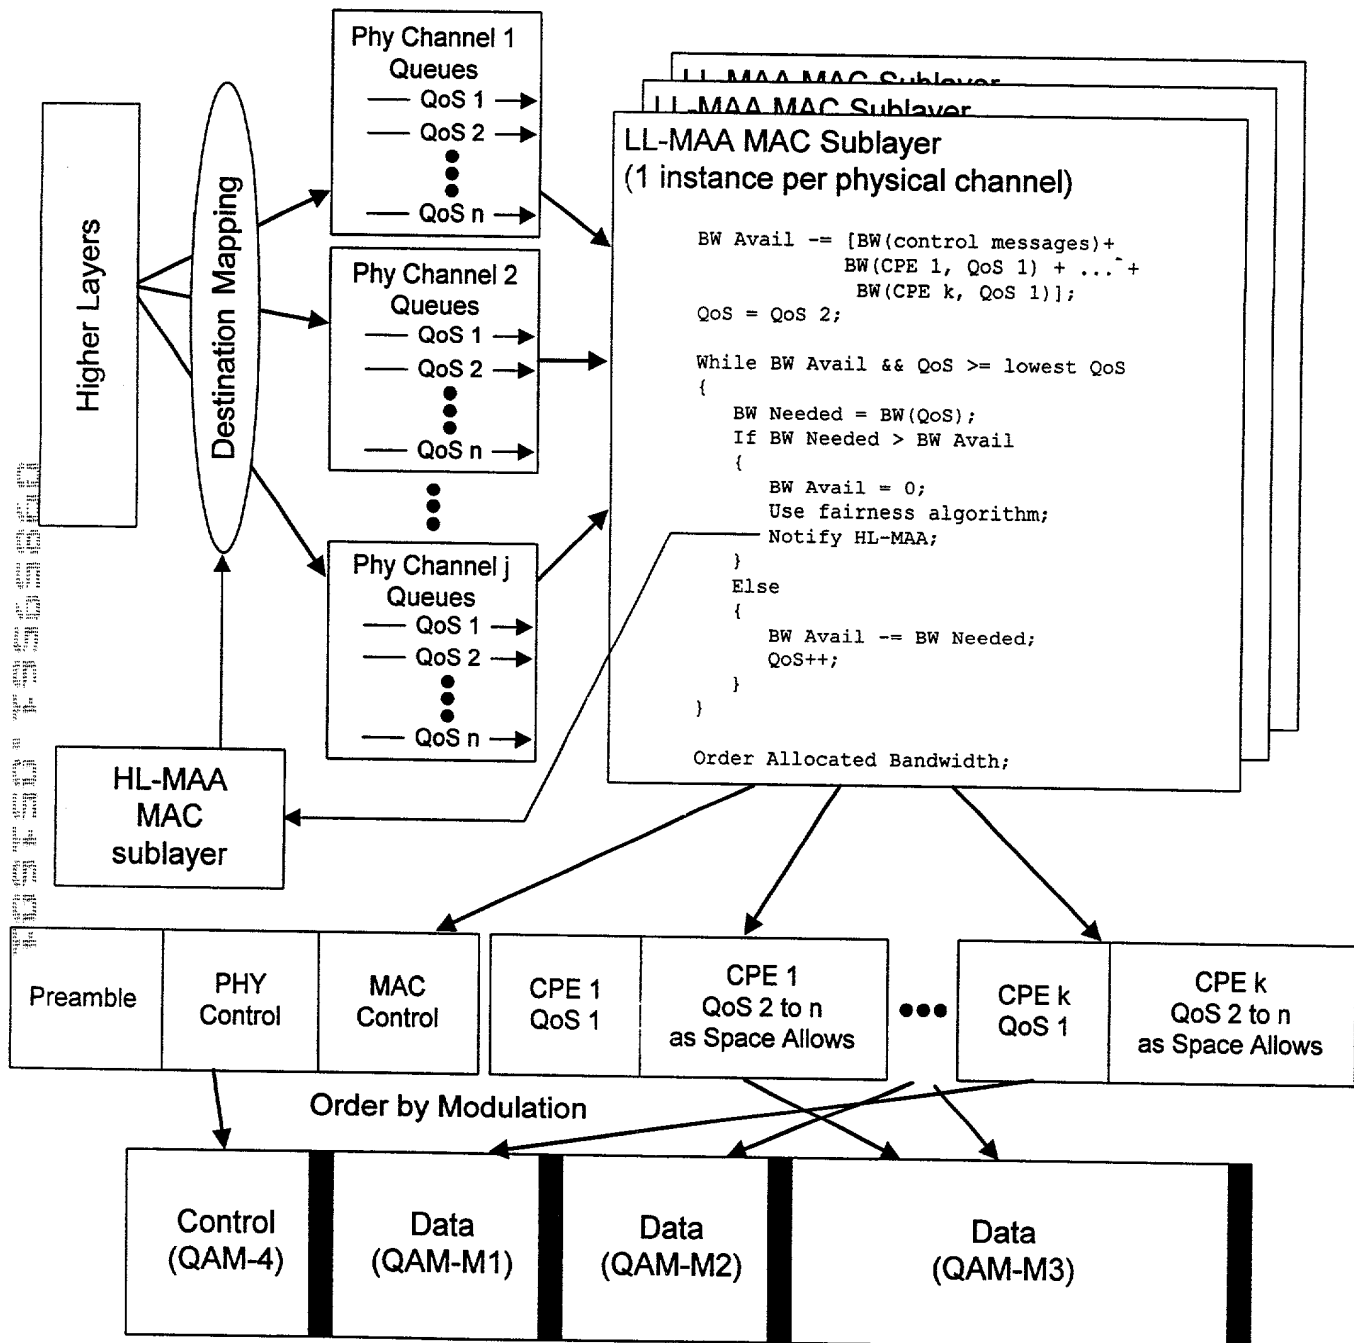 Higher Layers
Destination Mapping
Phy Channel 1
Queues
QoS 1
QoS 2
QoS n
Phy Channel 2
Queues
QoS 1
QoS 2
QoS n
Phy Channel j
Queues
QoS 1
QoS 2
QoS n
HL-MAA
MAC
sublayer
LL-MAA MAC Sublayer
LL-MAA MAC Sublayer
LL-MAA MAC Sublayer
(1 instance per physical channel)
BW Avail -= [BW(control messages)+
BW(CPE 1, QoS 1) + ... +
BW(CPE k, QoS 1)];
QoS = QoS 2;
While BW Avail && QoS >= lowest QoS
{
BW Needed = BW(QoS);
If BW Needed > BW Avail
{
BW Avail = 0;
Use fairness algorithm;
Notify HL-MAA;
}
Else
{
BW Avail -= BW Needed;
QoS++;
}
}
Order Allocated Bandwidth;
Preamble
PHY
Control
MAC
Control
CPE 1
QoS 1
CPE 1
QoS 2 to n
as Space Allows
CPE k
QoS 1
CPE k
QoS 2 to n
as Space Allows
Order by Modulation
Control
(QAM-4)
Data
(QAM-M1)
Data
(QAM-M2)
Data
(QAM-M3)